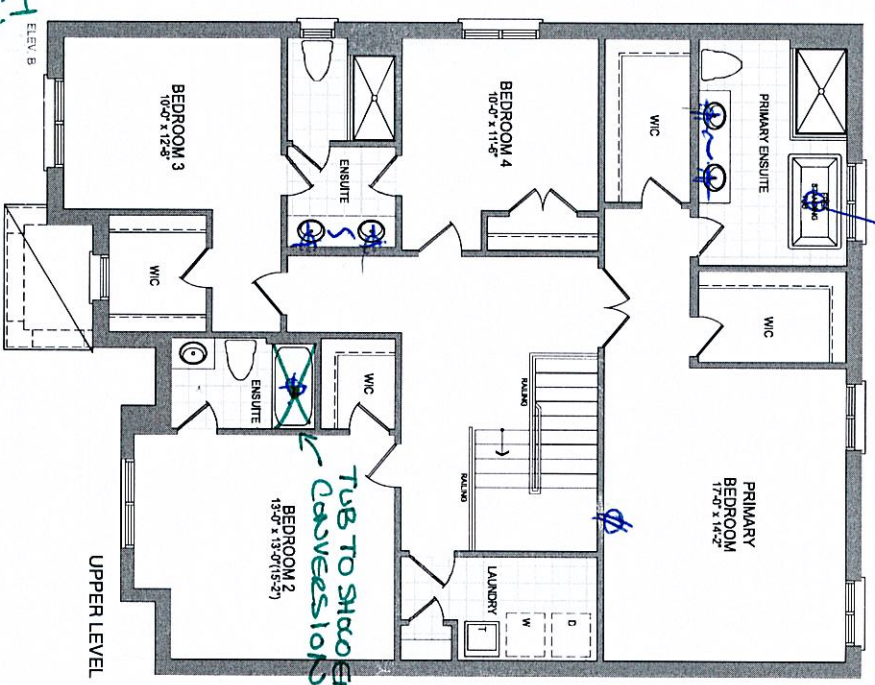 ELEV. B
BEDROOM 3
10'-0" x 12'-6"
ENSUITE
BEDROOM 4
10'-0" x 11'-6"
WIC
PRIMARY ENSUITE
WIC
WIC
PRIMARY
BEDROOM
17'-0" x 14'-2"
RAILING
RAILING
WIC
ENSUITE
TUB TO SHOWER
CONVERSION
BEDROOM 2
13'-0" x 13'-0"(15'-2")
LAUNDRY
D
W
T
UPPER LEVEL